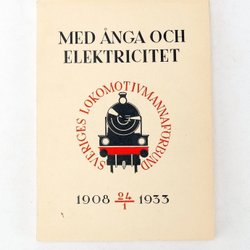 MED ÅNGA OCH
ELEKTRICITET
SVERIGES LOKOMOTIVMANNAFÖRBUND
1908 24/1 1933